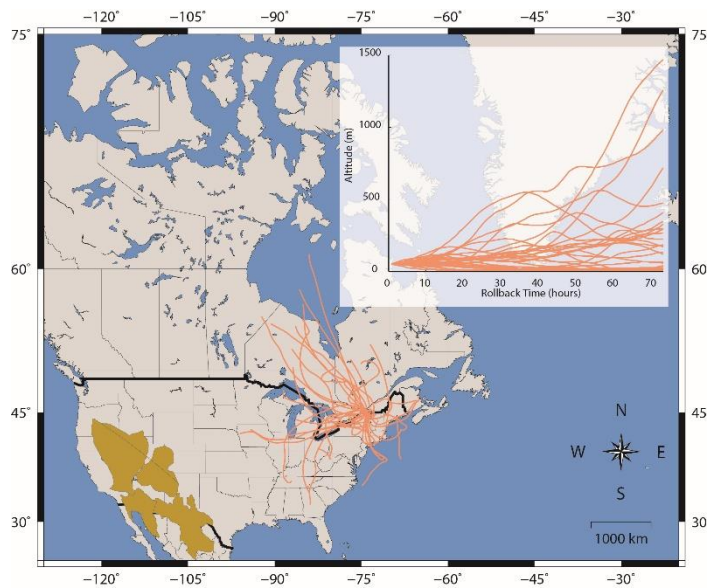 −120° −105° −90° −75° −60° −45° −30°
75° 75°
1500
1000
500
0
Altitude (m)
0 10 20 30 40 50 60 70
Rollback Time (hours)
60° 60°
45° 45°
N
W E
S
30° 30°
1000 km
−120° −105° −90° −75° −60° −45° −30°